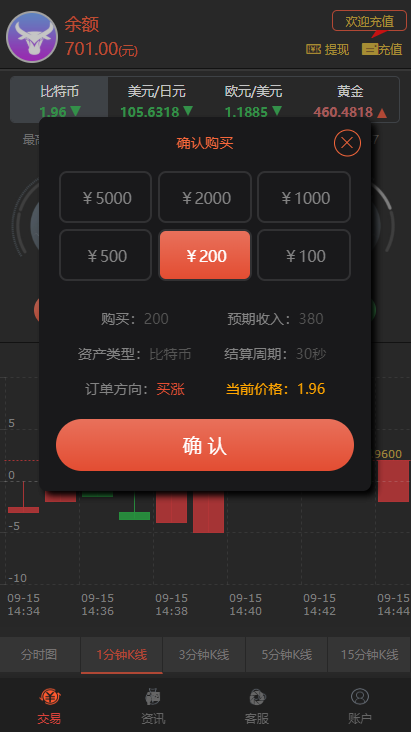 余额
701.00(元)
欢迎充值
提现
充值
比特币
美元/日元
欧元/美元
黄金
1.96▼
105.6318▼
1.1885▼
460.4818▲
最高
7
确认购买
￥5000
￥2000
￥1000
￥500
￥200
￥100
购买：200
预期收入：380
资产类型：比特币
结算周期：30秒
订单方向：买涨
当前价格：1.96
确 认
5
9600
0
-5
-10
09-15
14:34
09-15
14:36
09-15
14:38
09-15
14:40
09-15
14:42
09-15
14:44
分时图
1分钟K线
3分钟K线
5分钟K线
15分钟K线
交易
资讯
客服
账户